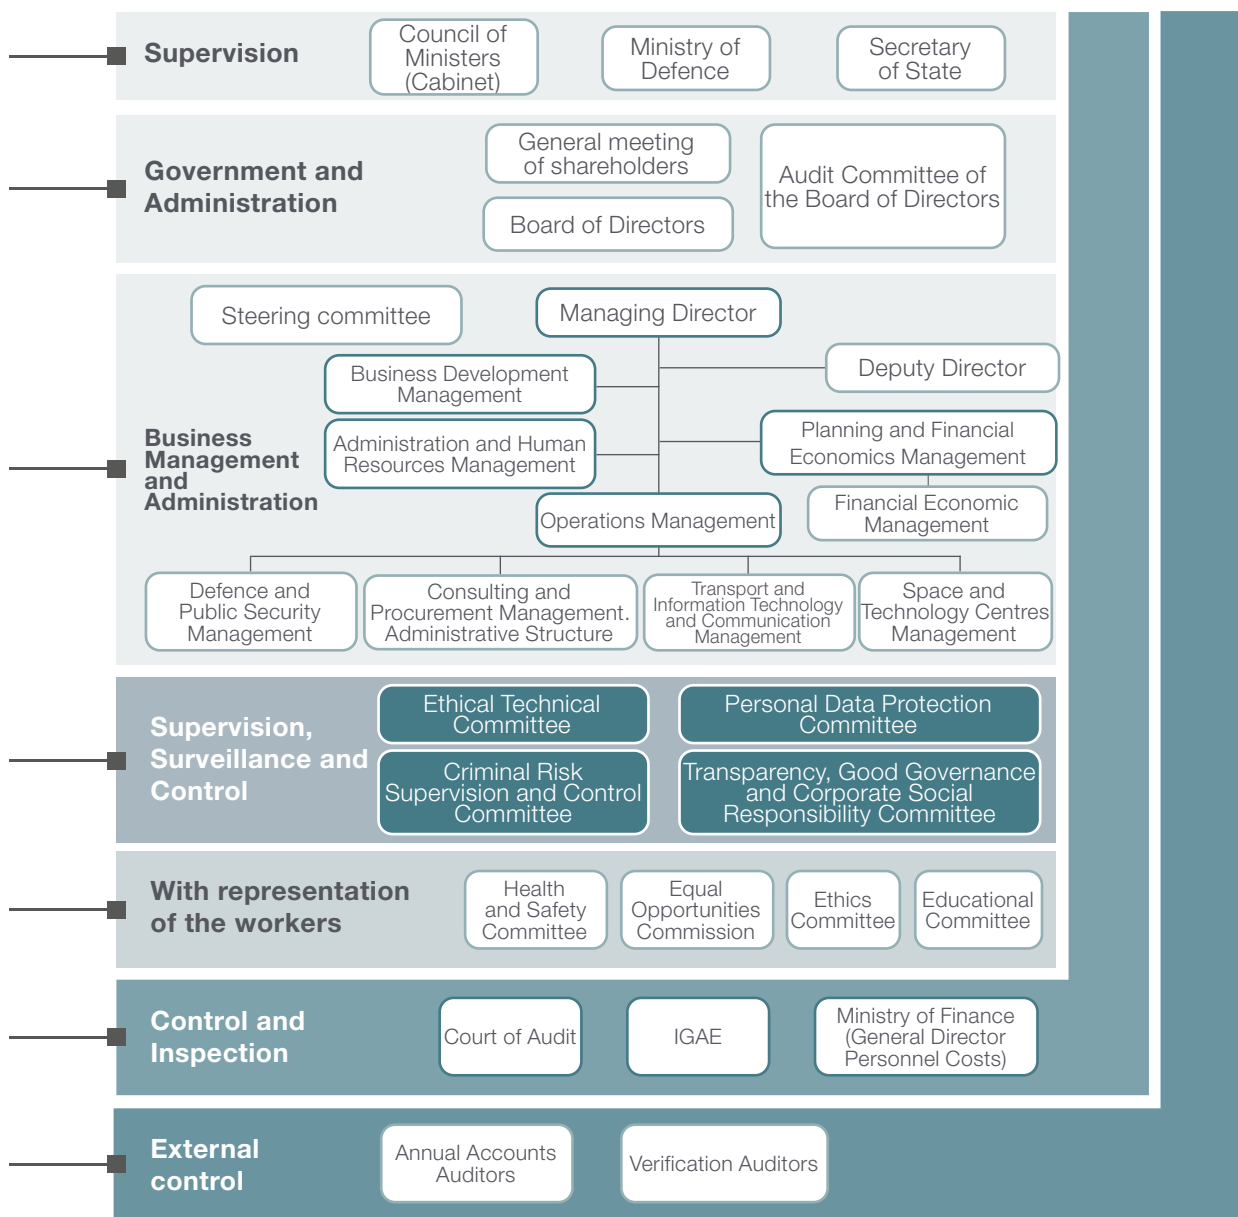 Supervision
Council of
Ministers
(Cabinet)
Ministry of
Defence
Secretary
of State
Government and
Administration
General meeting
of shareholders
Board of Directors
Audit Committee of
the Board of Directors
Business
Management
and
Administration
Steering committee
Managing Director
Business Development
Management
Deputy Director
Administration and Human
Resources Management
Planning and Financial
Economics Management
Operations Management
Financial Economic
Management
Defence and
Public Security
Management
Consulting and
Procurement Management.
Administrative Structure
Transport and
Information Technology
and Communication
Management
Space and
Technology Centres
Management
Supervision,
Surveillance and
Control
Ethical Technical
Committee
Personal Data Protection
Committee
Criminal Risk
Supervision and Control
Committee
Transparency, Good Governance
and Corporate Social
Responsibility Committee
With representation
of the workers
Health
and Safety
Committee
Equal
Opportunities
Commission
Ethics
Committee
Educational
Committee
Control and
Inspection
Court of Audit
IGAE
Ministry of Finance
(General Director
Personnel Costs)
External
control
Annual Accounts
Auditors
Verification Auditors